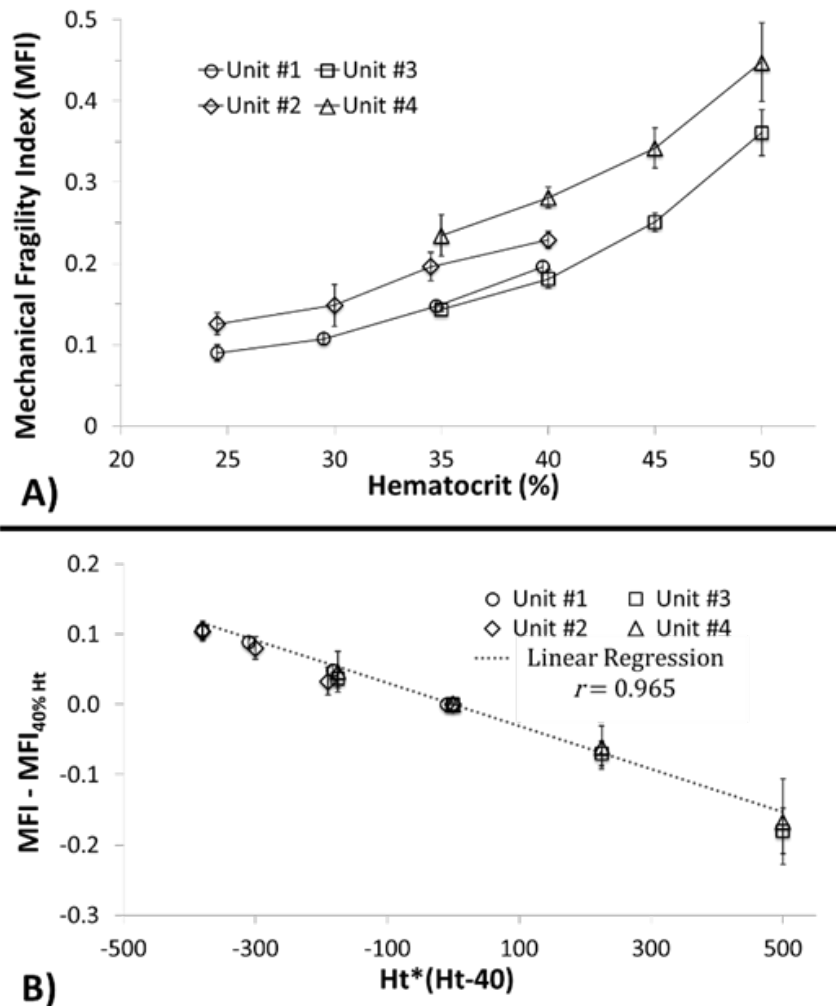 Mechanical Fragility Index (MFI)
0.5
0.4
0.3
0.2
0.1
0
Unit #1
Unit #3
Unit #2
Unit #4
20
25
30
35
40
45
50
Hematocrit (%)
A)
MFI - MFI40% Ht
0.2
0.1
0.0
-0.1
-0.2
-0.3
Unit #1
Unit #3
Unit #2
Unit #4
Linear Regression
r = 0.965
-500
-300
-100
100
300
500
Ht*(Ht-40)
B)